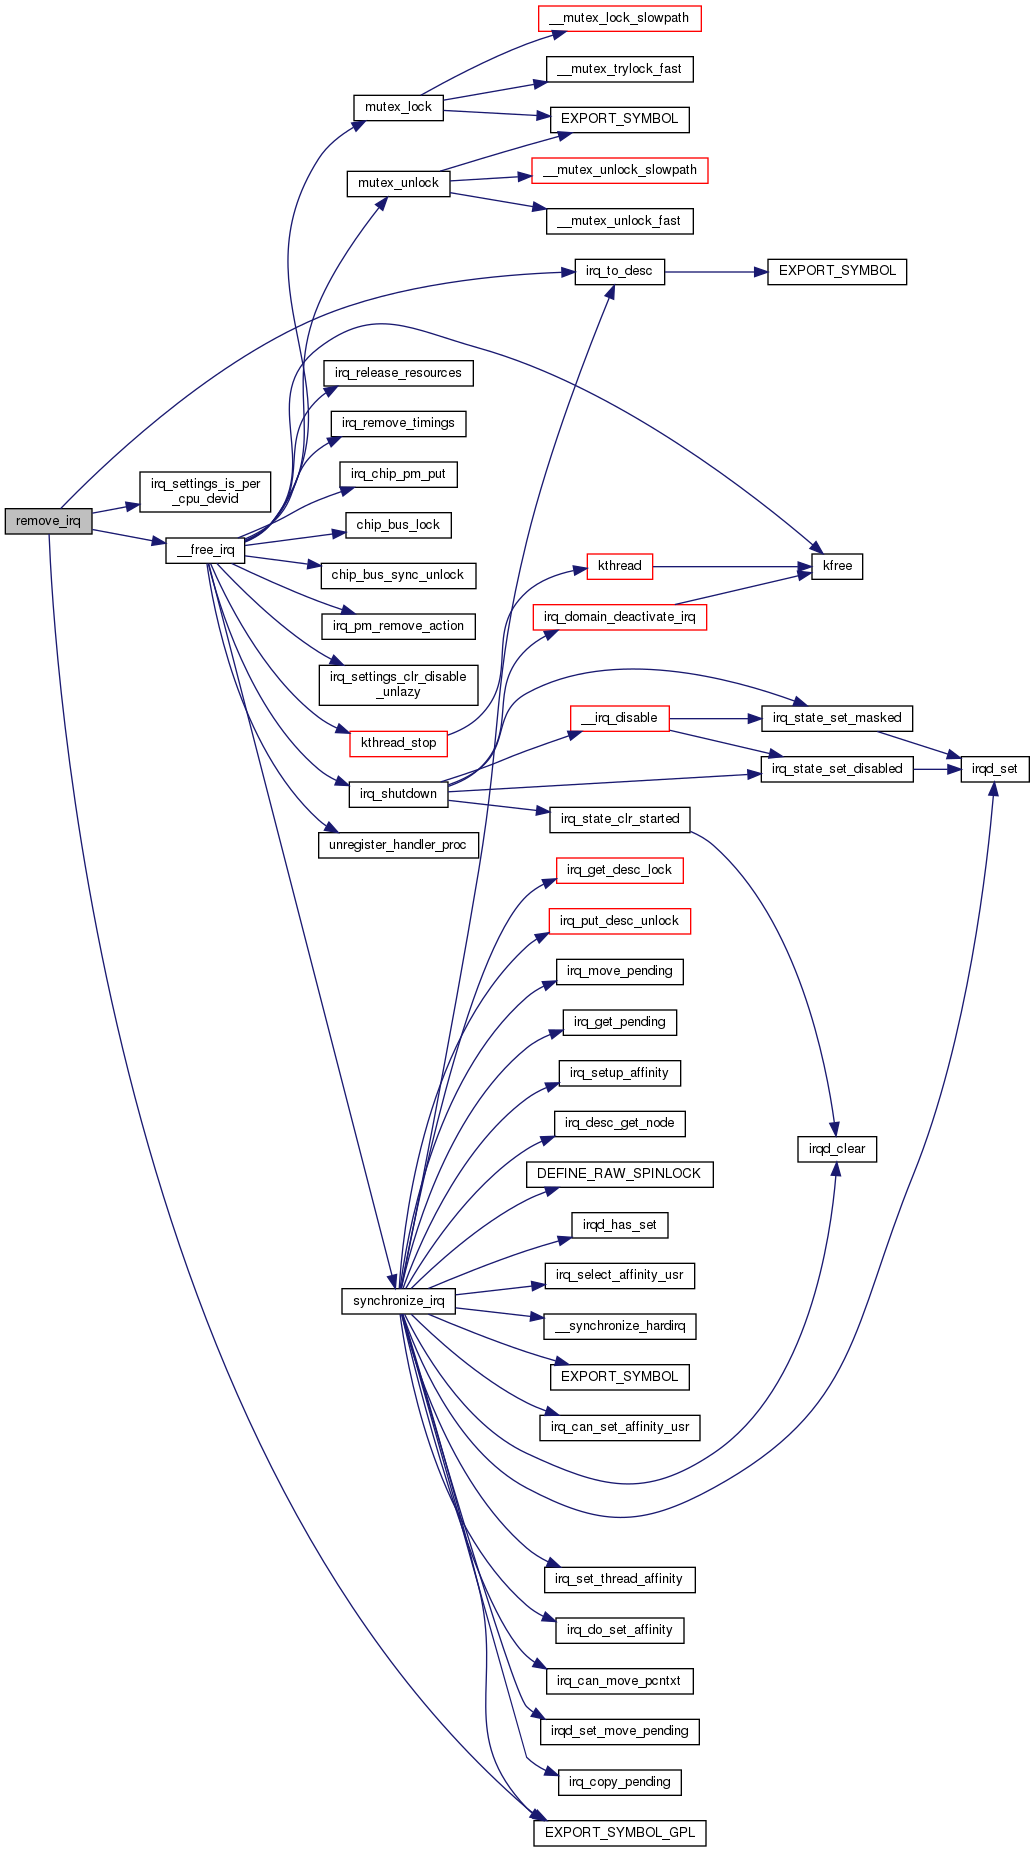 __mutex_lock_slowpath
__mutex_trylock_fast
mutex_lock
EXPORT_SYMBOL
__mutex_unlock_slowpath
mutex_unlock
__mutex_unlock_fast
irq_to_desc
EXPORT_SYMBOL
irq_release_resources
irq_remove_timings
irq_chip_pm_put
irq_settings_is_per
_cpu_devid
remove_irq
chip_bus_lock
__free_irq
kthread
kfree
chip_bus_sync_unlock
irq_domain_deactivate_irq
irq_pm_remove_action
irq_settings_clr_disable
_unlazy
__irq_disable
irq_state_set_masked
kthread_stop
irq_state_set_disabled
irqd_set
irq_shutdown
irq_state_clr_started
unregister_handler_proc
irq_get_desc_lock
irq_put_desc_unlock
irq_move_pending
irq_get_pending
irq_setup_affinity
irq_desc_get_node
irqd_clear
DEFINE_RAW_SPINLOCK
irqd_has_set
irq_select_affinity_usr
synchronize_irq
__synchronize_hardirq
EXPORT_SYMBOL
irq_can_set_affinity_usr
irq_set_thread_affinity
irq_do_set_affinity
irq_can_move_pcntxt
irqd_set_move_pending
irq_copy_pending
EXPORT_SYMBOL_GPL